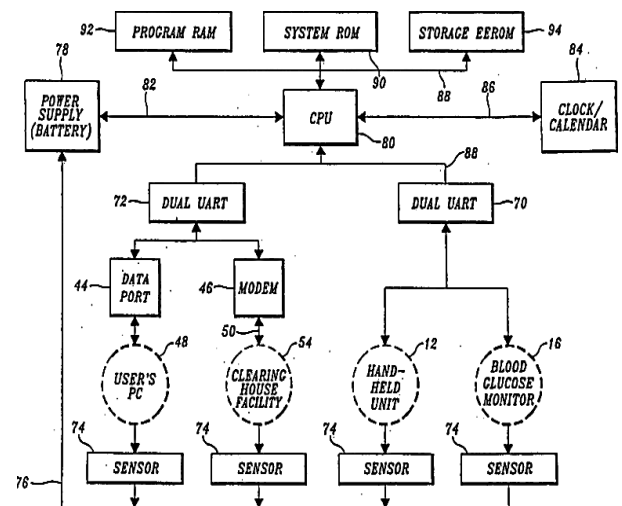 92
PROGRAM RAM
SYSTEM ROM
STORAGE EEROM
94
78
90
88
84
POWER
SUPPLY
(BATTERY)
82
CPU
80
86
CLOCK/
CALENDAR
88
72
DUAL UART
DUAL UART
70
44
DATA
PORT
46
MODEM
50
48
USER'S
PC
54
CLEARING
HOUSE
FACILITY
12
HAND-
HELD
UNIT
16
BLOOD
GLUCOSE
MONITOR
74
SENSOR
74
SENSOR
74
SENSOR
74
SENSOR
76